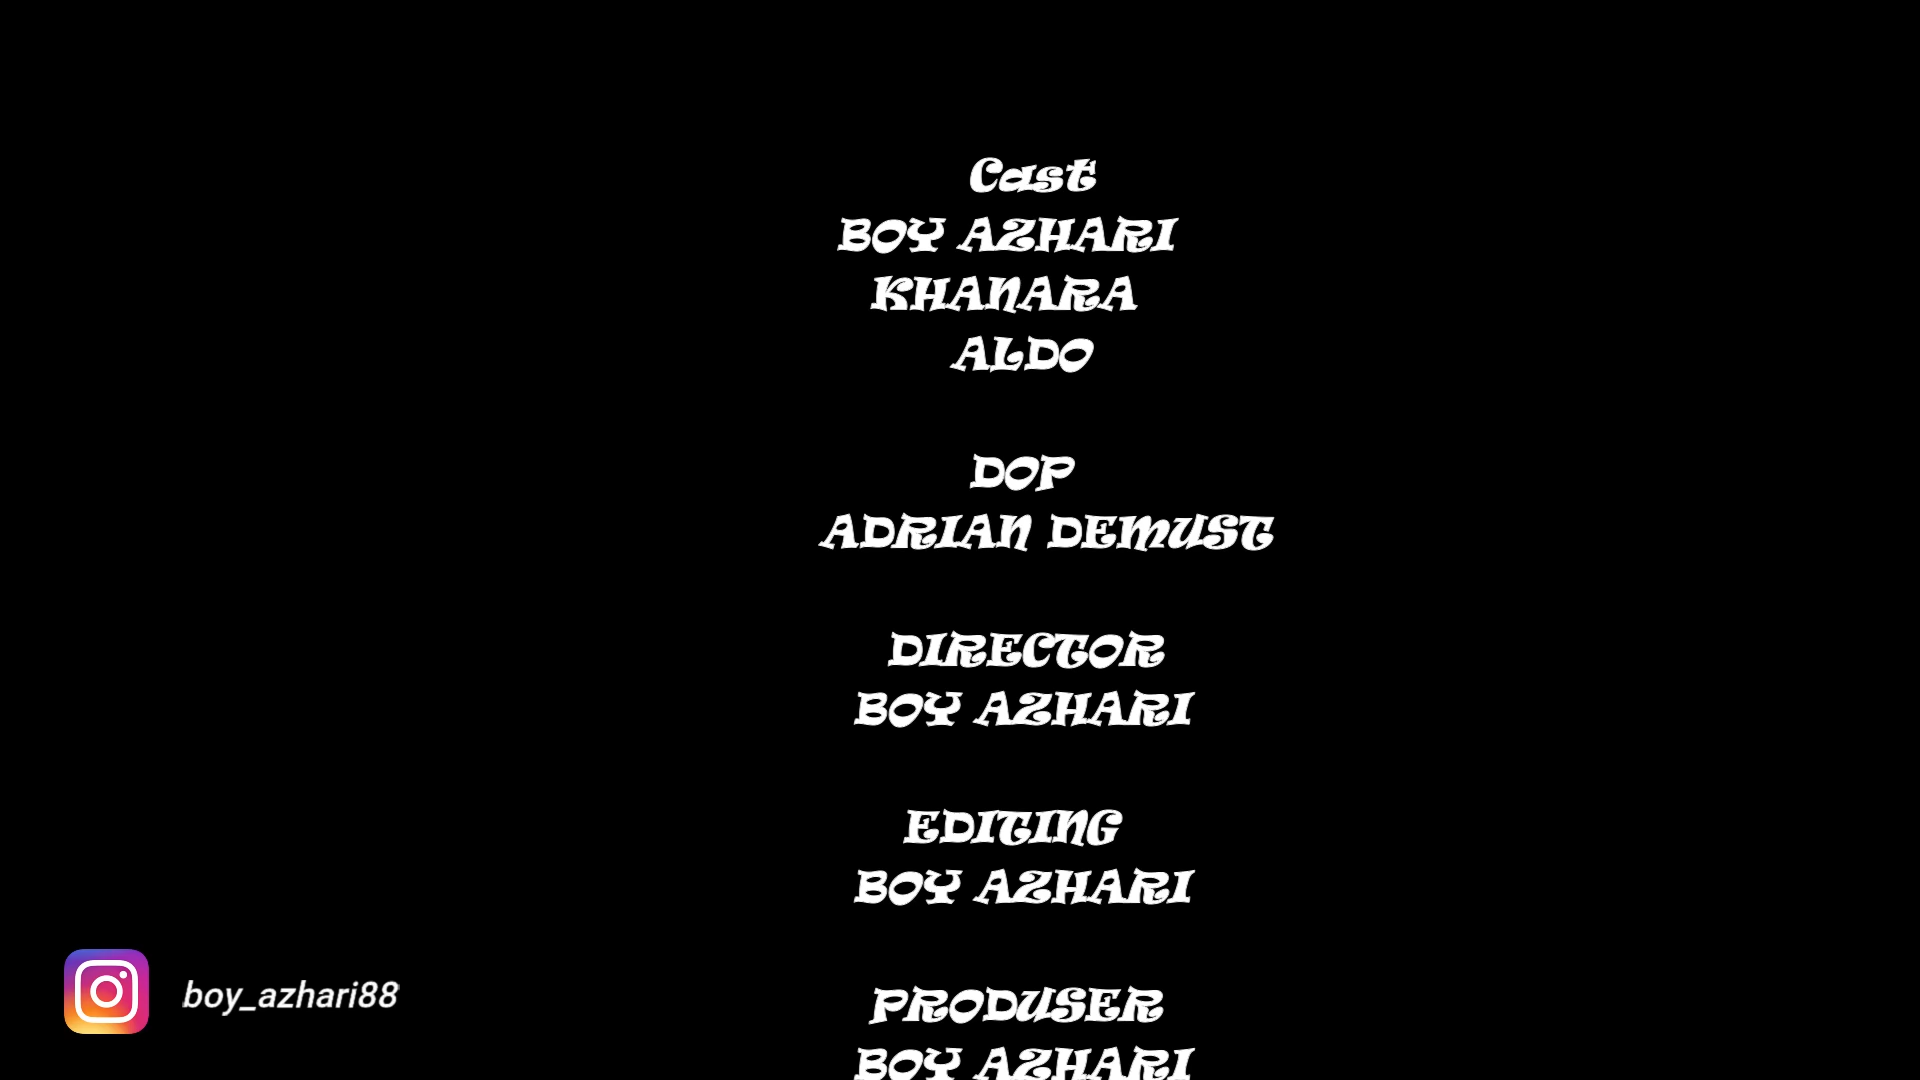 Cast
BOY AZHARI
KHANARA
ALDO
DOP
ADRIAN DEMUST
DIRECTOR
BOY AZHARI
EDITING
BOY AZHARI
PRODUSER
BOY AZHARI
boy_azhari88